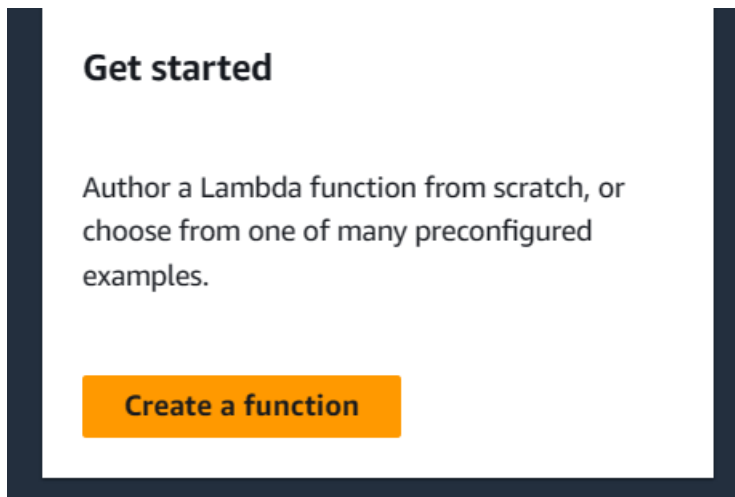 Get started
Author a Lambda function from scratch, or
choose from one of many preconfigured
examples.
Create a function